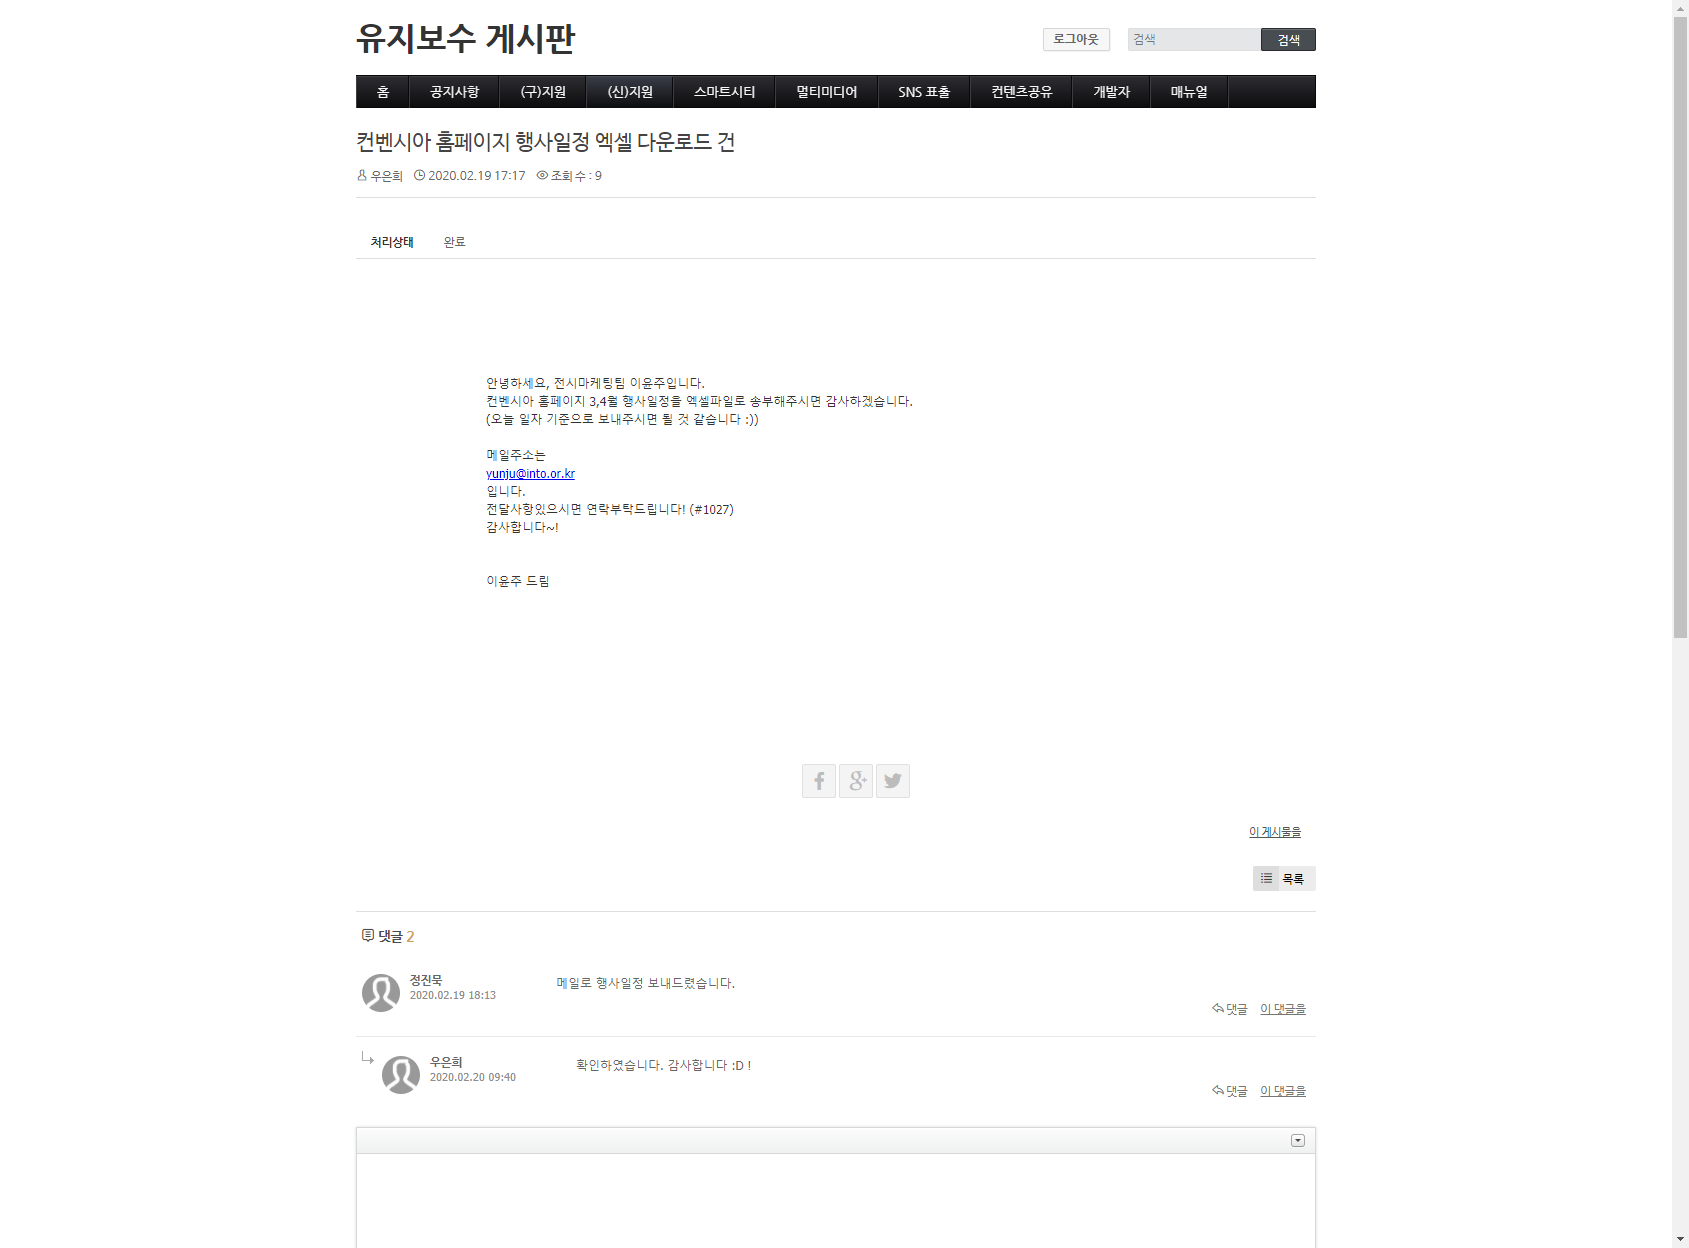 유지보수 게시판
로그아웃
검색
검색
홈 공지사항 (구)지원 (신)지원 스마트시티 멀티미디어 SNS 표출 컨텐츠공유 개발자 매뉴얼
컨벤시아 홈페이지 행사일정 엑셀 다운로드 건
우은희 2020.02.19 17:17 조회 수 : 9
처리상태 완료
안녕하세요, 전시마케팅팀 이윤주입니다.
컨벤시아 홈페이지 3,4월 행사일정을 엑셀파일로 송부해주시면 감사하겠습니다.
(오늘 일자 기준으로 보내주시면 될 것 같습니다 :))
메일주소는
yunju@into.or.kr
입니다.
전달사항있으시면 연락부탁드립니다! (#1027)
감사합니다~!
이윤주 드림
이 게시물을
목록
댓글 2
정진묵
2020.02.19 18:13
메일로 행사일정 보내드렸습니다.
댓글 이 댓글을
우은희
2020.02.20 09:40
확인하였습니다. 감사합니다 :D !
댓글 이 댓글을